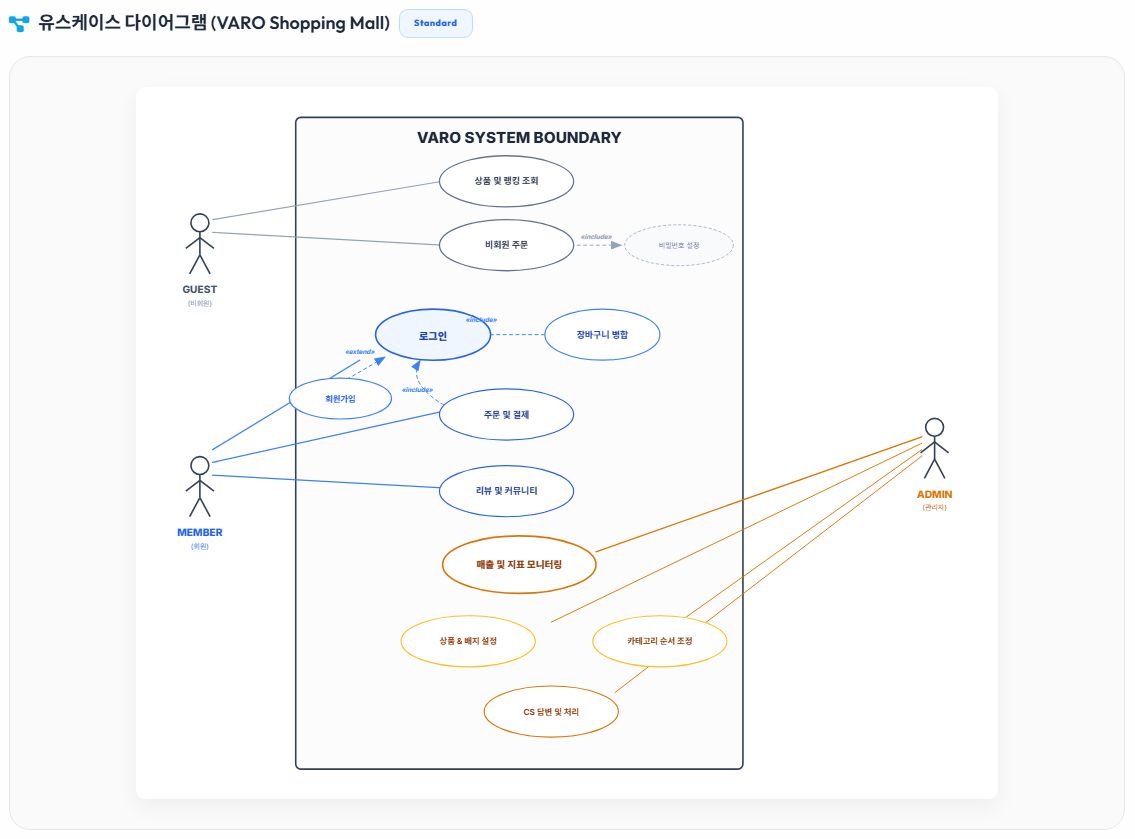 유스케이스 다이어그램 (VARO Shopping Mall)
Standard
VARO SYSTEM BOUNDARY
상품 및 랭킹 조회
비회원 주문
«include»
비밀번호 설정
GUEST
(비회원)
로그인
«include»
장바구니 병합
«extend»
회원가입
«include»
주문 및 결제
리뷰 및 커뮤니티
MEMBER
(회원)
ADMIN
(관리자)
매출 및 지표 모니터링
상품 & 배지 설정
카테고리 순서 조정
CS 답변 및 처리